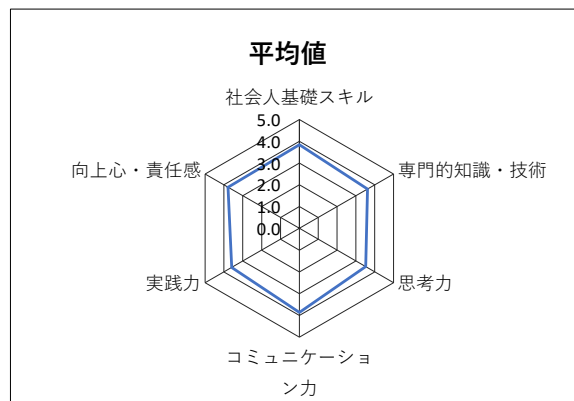 平均値
社会人基礎スキル
5.0
4.0
3.0
2.0
1.0
0.0
専門的知識・技術
思考力
コミュニケーショ
ン力
実践力
向上心・責任感